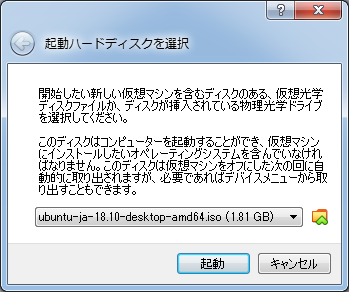 起動ハードディスクを選択
開始したい新しい仮想マシンを含むディスクのある、仮想光学
ディスクファイルか、ディスクが挿入されている物理光学ドライブ
を選択してください。
このディスクはコンピューターを起動することができ、仮想マシン
にインストールしたいオペレーティングシステムを含んでいなけれ
ばなりません。このディスクは仮想マシンをオフにした次の回に自
動的に取り出されますが、必要であればデバイスメニューから取
り出すこともできます。
ubuntu-ja-18.10-desktop-amd64.iso (1.81 GB)
起動
キャンセル